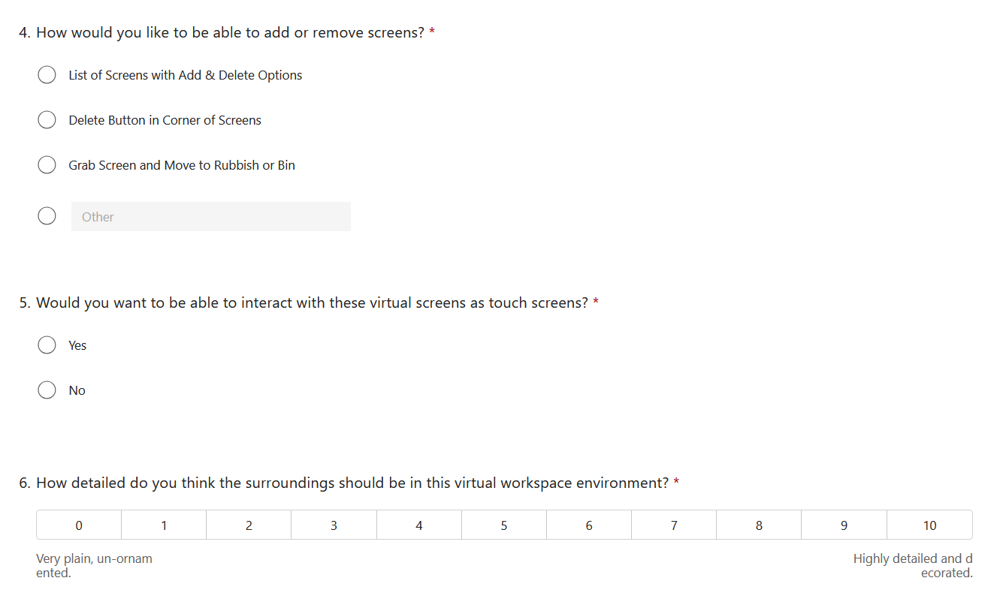 4. How would you like to be able to add or remove screens? *
List of Screens with Add & Delete Options
Delete Button in Corner of Screens
Grab Screen and Move to Rubbish or Bin
Other
5. Would you want to be able to interact with these virtual screens as touch screens? *
Yes
No
6. How detailed do you think the surroundings should be in this virtual workspace environment? *
0 1 2 3 4 5 6 7 8 9 10
Very plain, un-ornam
ented.
Highly detailed and d
ecorated.